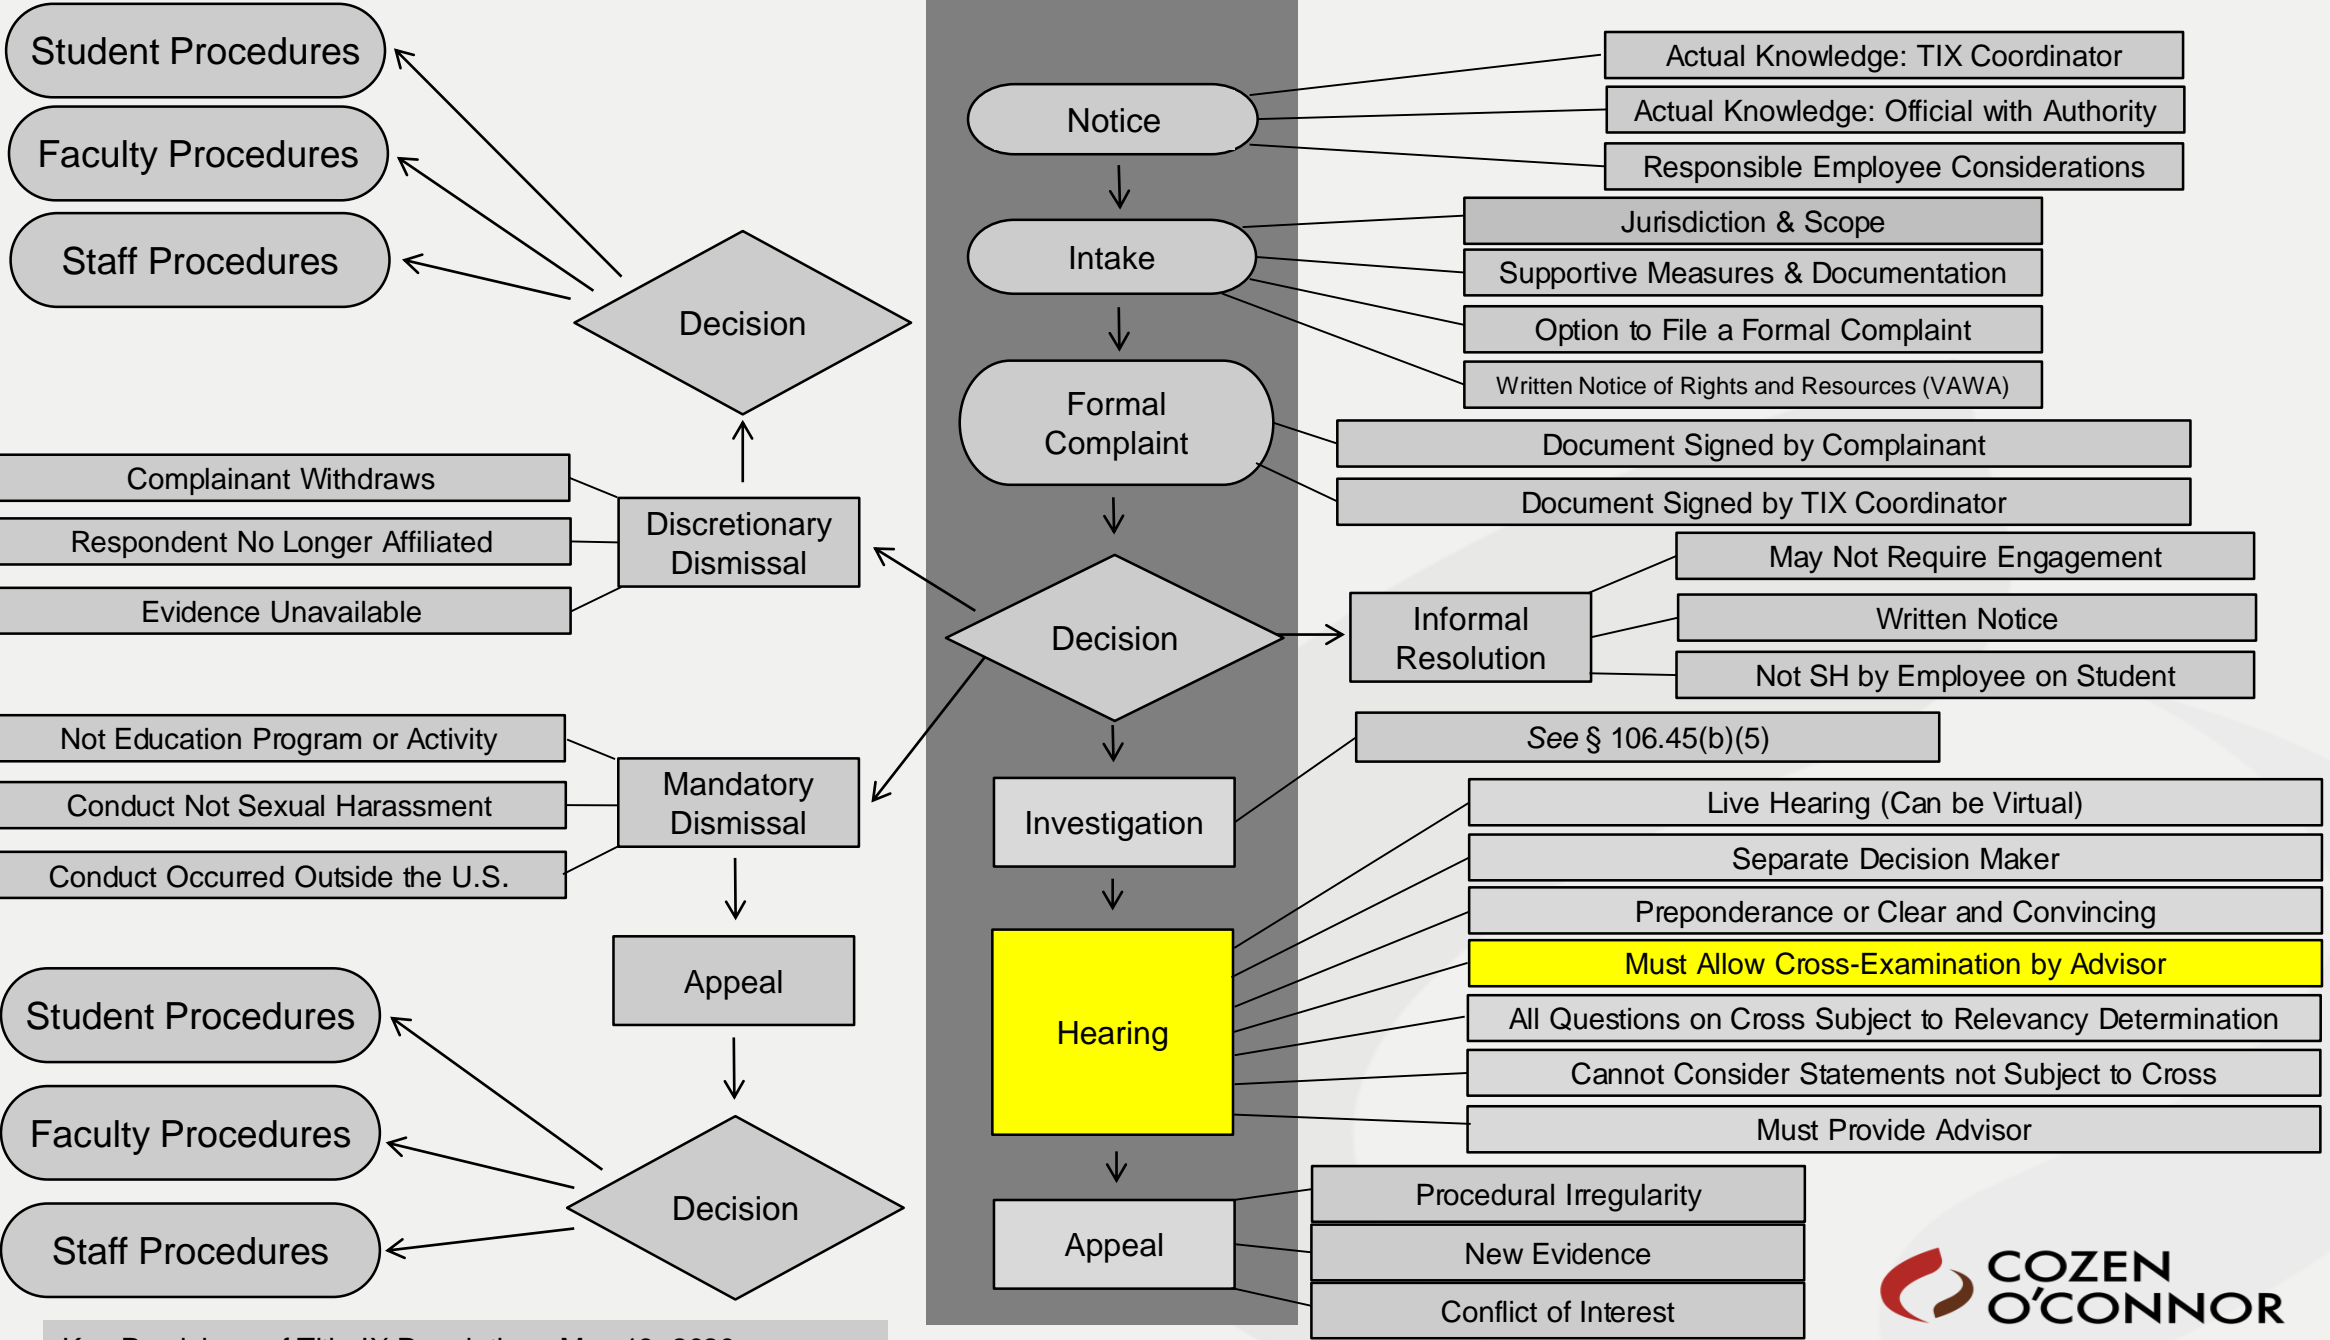 Student Procedures
Faculty Procedures
Staff Procedures
Decision
Complainant Withdraws
Respondent No Longer Affiliated
Evidence Unavailable
Discretionary
Dismissal
Not Education Program or Activity
Conduct Not Sexual Harassment
Conduct Occurred Outside the U.S.
Mandatory
Dismissal
Appeal
Student Procedures
Faculty Procedures
Staff Procedures
Decision
Notice
Actual Knowledge: TIX Coordinator
Actual Knowledge: Official with Authority
Responsible Employee Considerations
Intake
Jurisdiction & Scope
Supportive Measures & Documentation
Option to File a Formal Complaint
Written Notice of Rights and Resources (VAWA)
Formal
Complaint
Document Signed by Complainant
Document Signed by TIX Coordinator
Decision
Informal
Resolution
May Not Require Engagement
Written Notice
Not SH by Employee on Student
Investigation
See § 106.45(b)(5)
Hearing
Live Hearing (Can be Virtual)
Separate Decision Maker
Preponderance or Clear and Convincing
Must Allow Cross-Examination by Advisor
All Questions on Cross Subject to Relevancy Determination
Cannot Consider Statements not Subject to Cross
Must Provide Advisor
Appeal
Procedural Irregularity
New Evidence
Conflict of Interest
COZEN
O'CONNOR